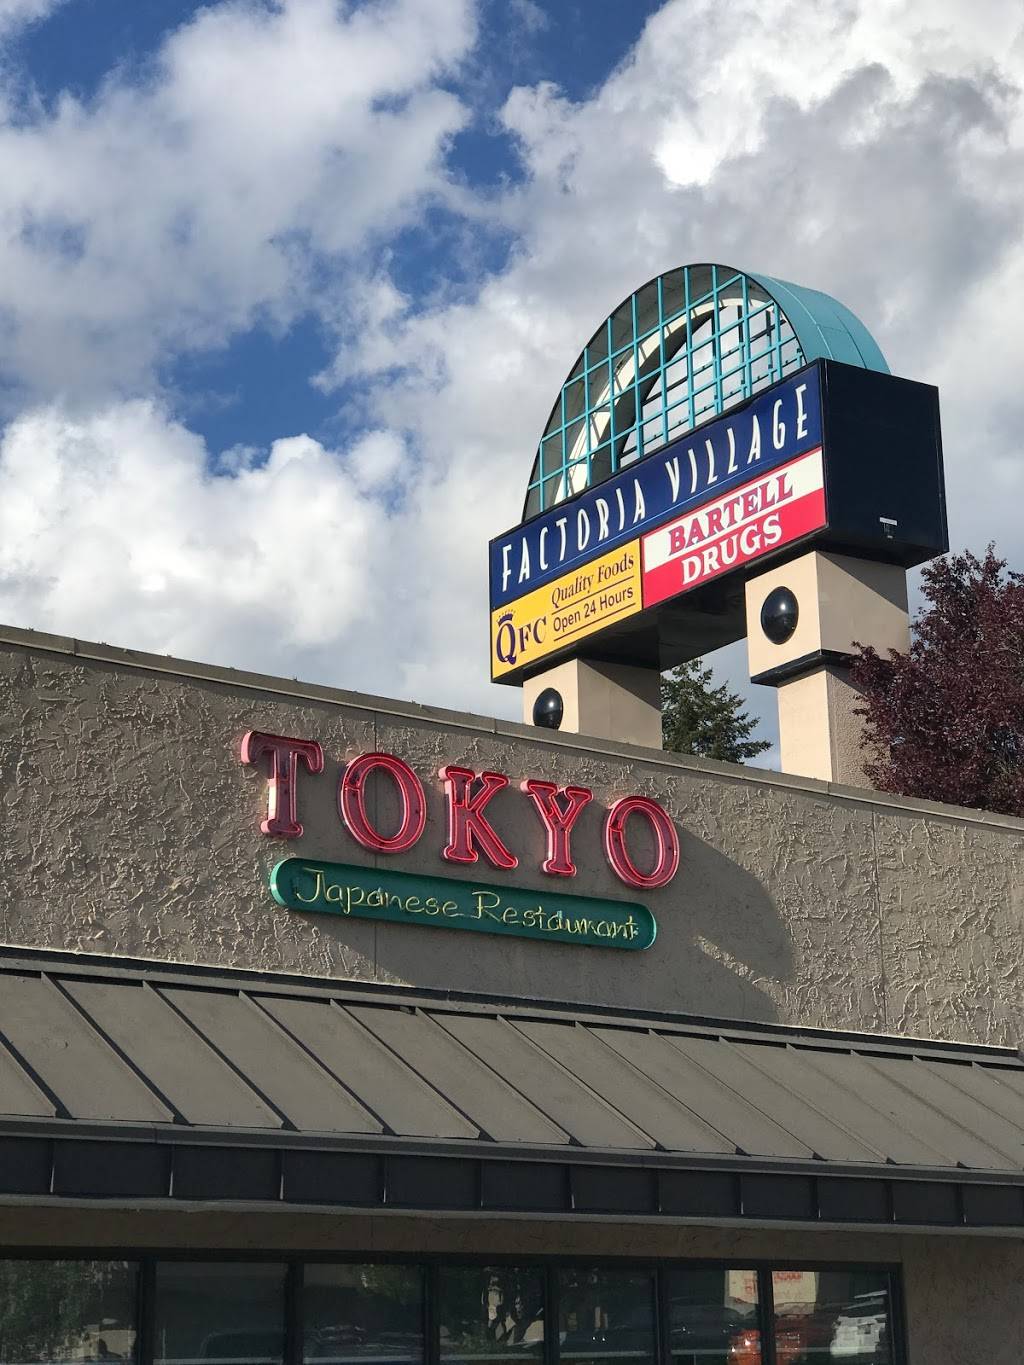 FACTORIA VILLAGE
QFC
Quality Foods
Open 24 Hours
BARTELL
DRUGS
TOKYO
Japanese Restaurant